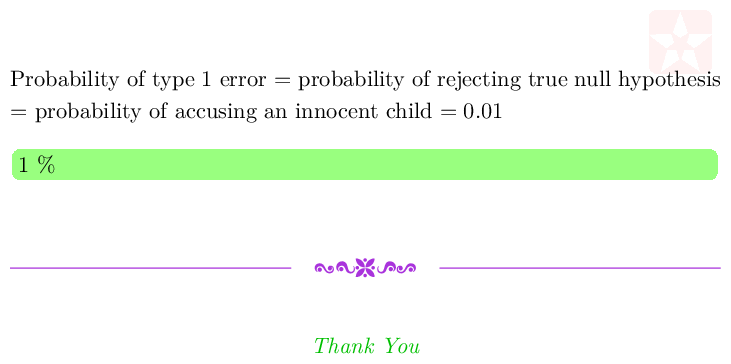 Probability of type 1 error = probability of rejecting true null hypothesis
= probability of accusing an innocent child = 0.01
1 %
Thank You